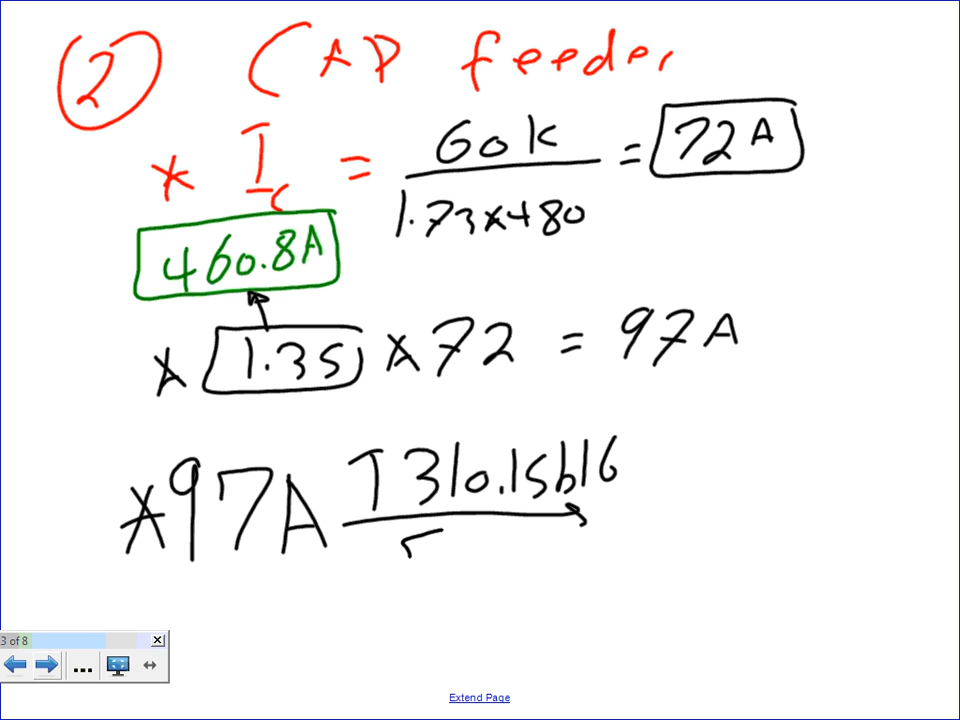 2 CAP feeder
* Ic = 60K / 1.73x480 = 72A
460.8A
* 1.35 x 72 = 97A
*97A T310.15b16
3 of 8
...
Extend Page